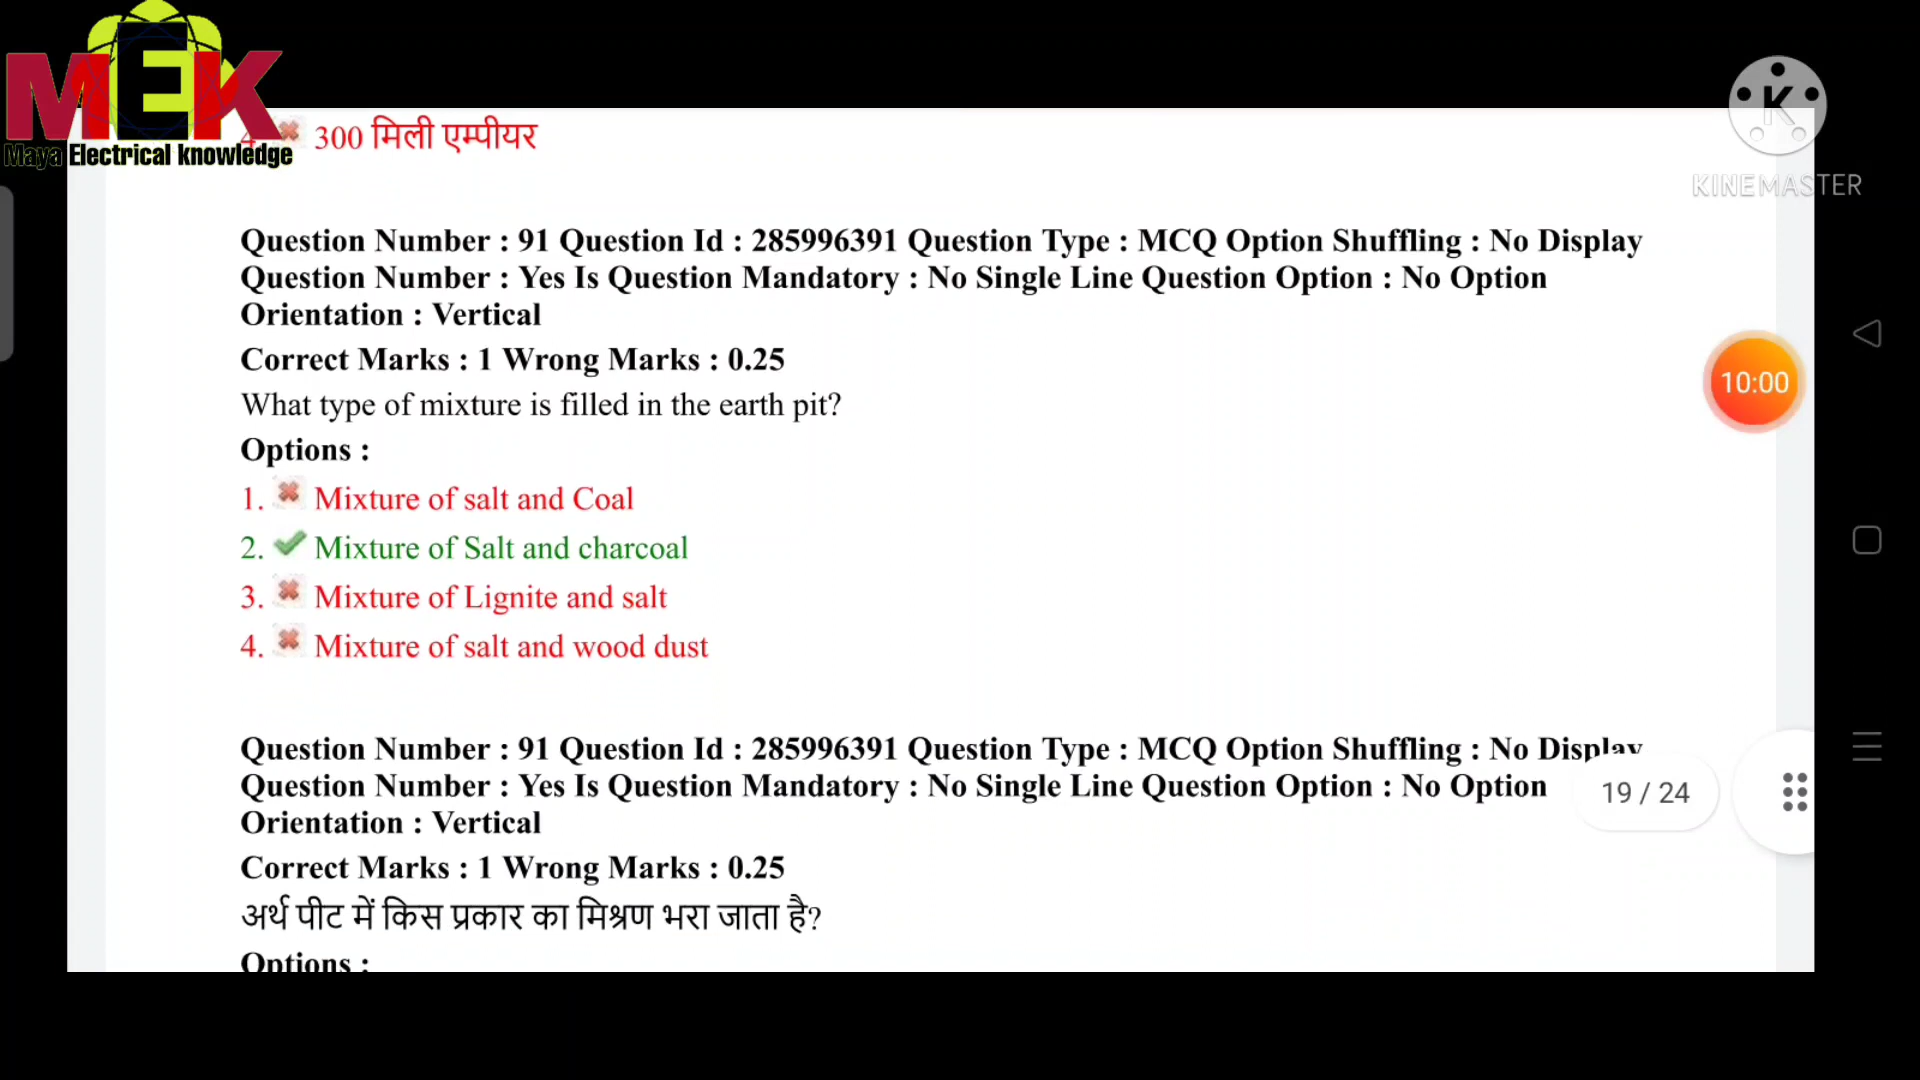 MEK
Maya Electrical knowledge
K
KINEMASTER
4. 300 मिली एम्पीयर
Question Number : 91 Question Id : 285996391 Question Type : MCQ Option Shuffling : No Display
Question Number : Yes Is Question Mandatory : No Single Line Question Option : No Option
Orientation : Vertical
Correct Marks : 1 Wrong Marks : 0.25
10:00
What type of mixture is filled in the earth pit?
Options :
1. Mixture of salt and Coal
2. Mixture of Salt and charcoal
3. Mixture of Lignite and salt
4. Mixture of salt and wood dust
Question Number : 91 Question Id : 285996391 Question Type : MCQ Option Shuffling : No Display
Question Number : Yes Is Question Mandatory : No Single Line Question Option : No Option
19 / 24
Orientation : Vertical
Correct Marks : 1 Wrong Marks : 0.25
अर्थ पीट में किस प्रकार का मिश्रण भरा जाता है?
Options :